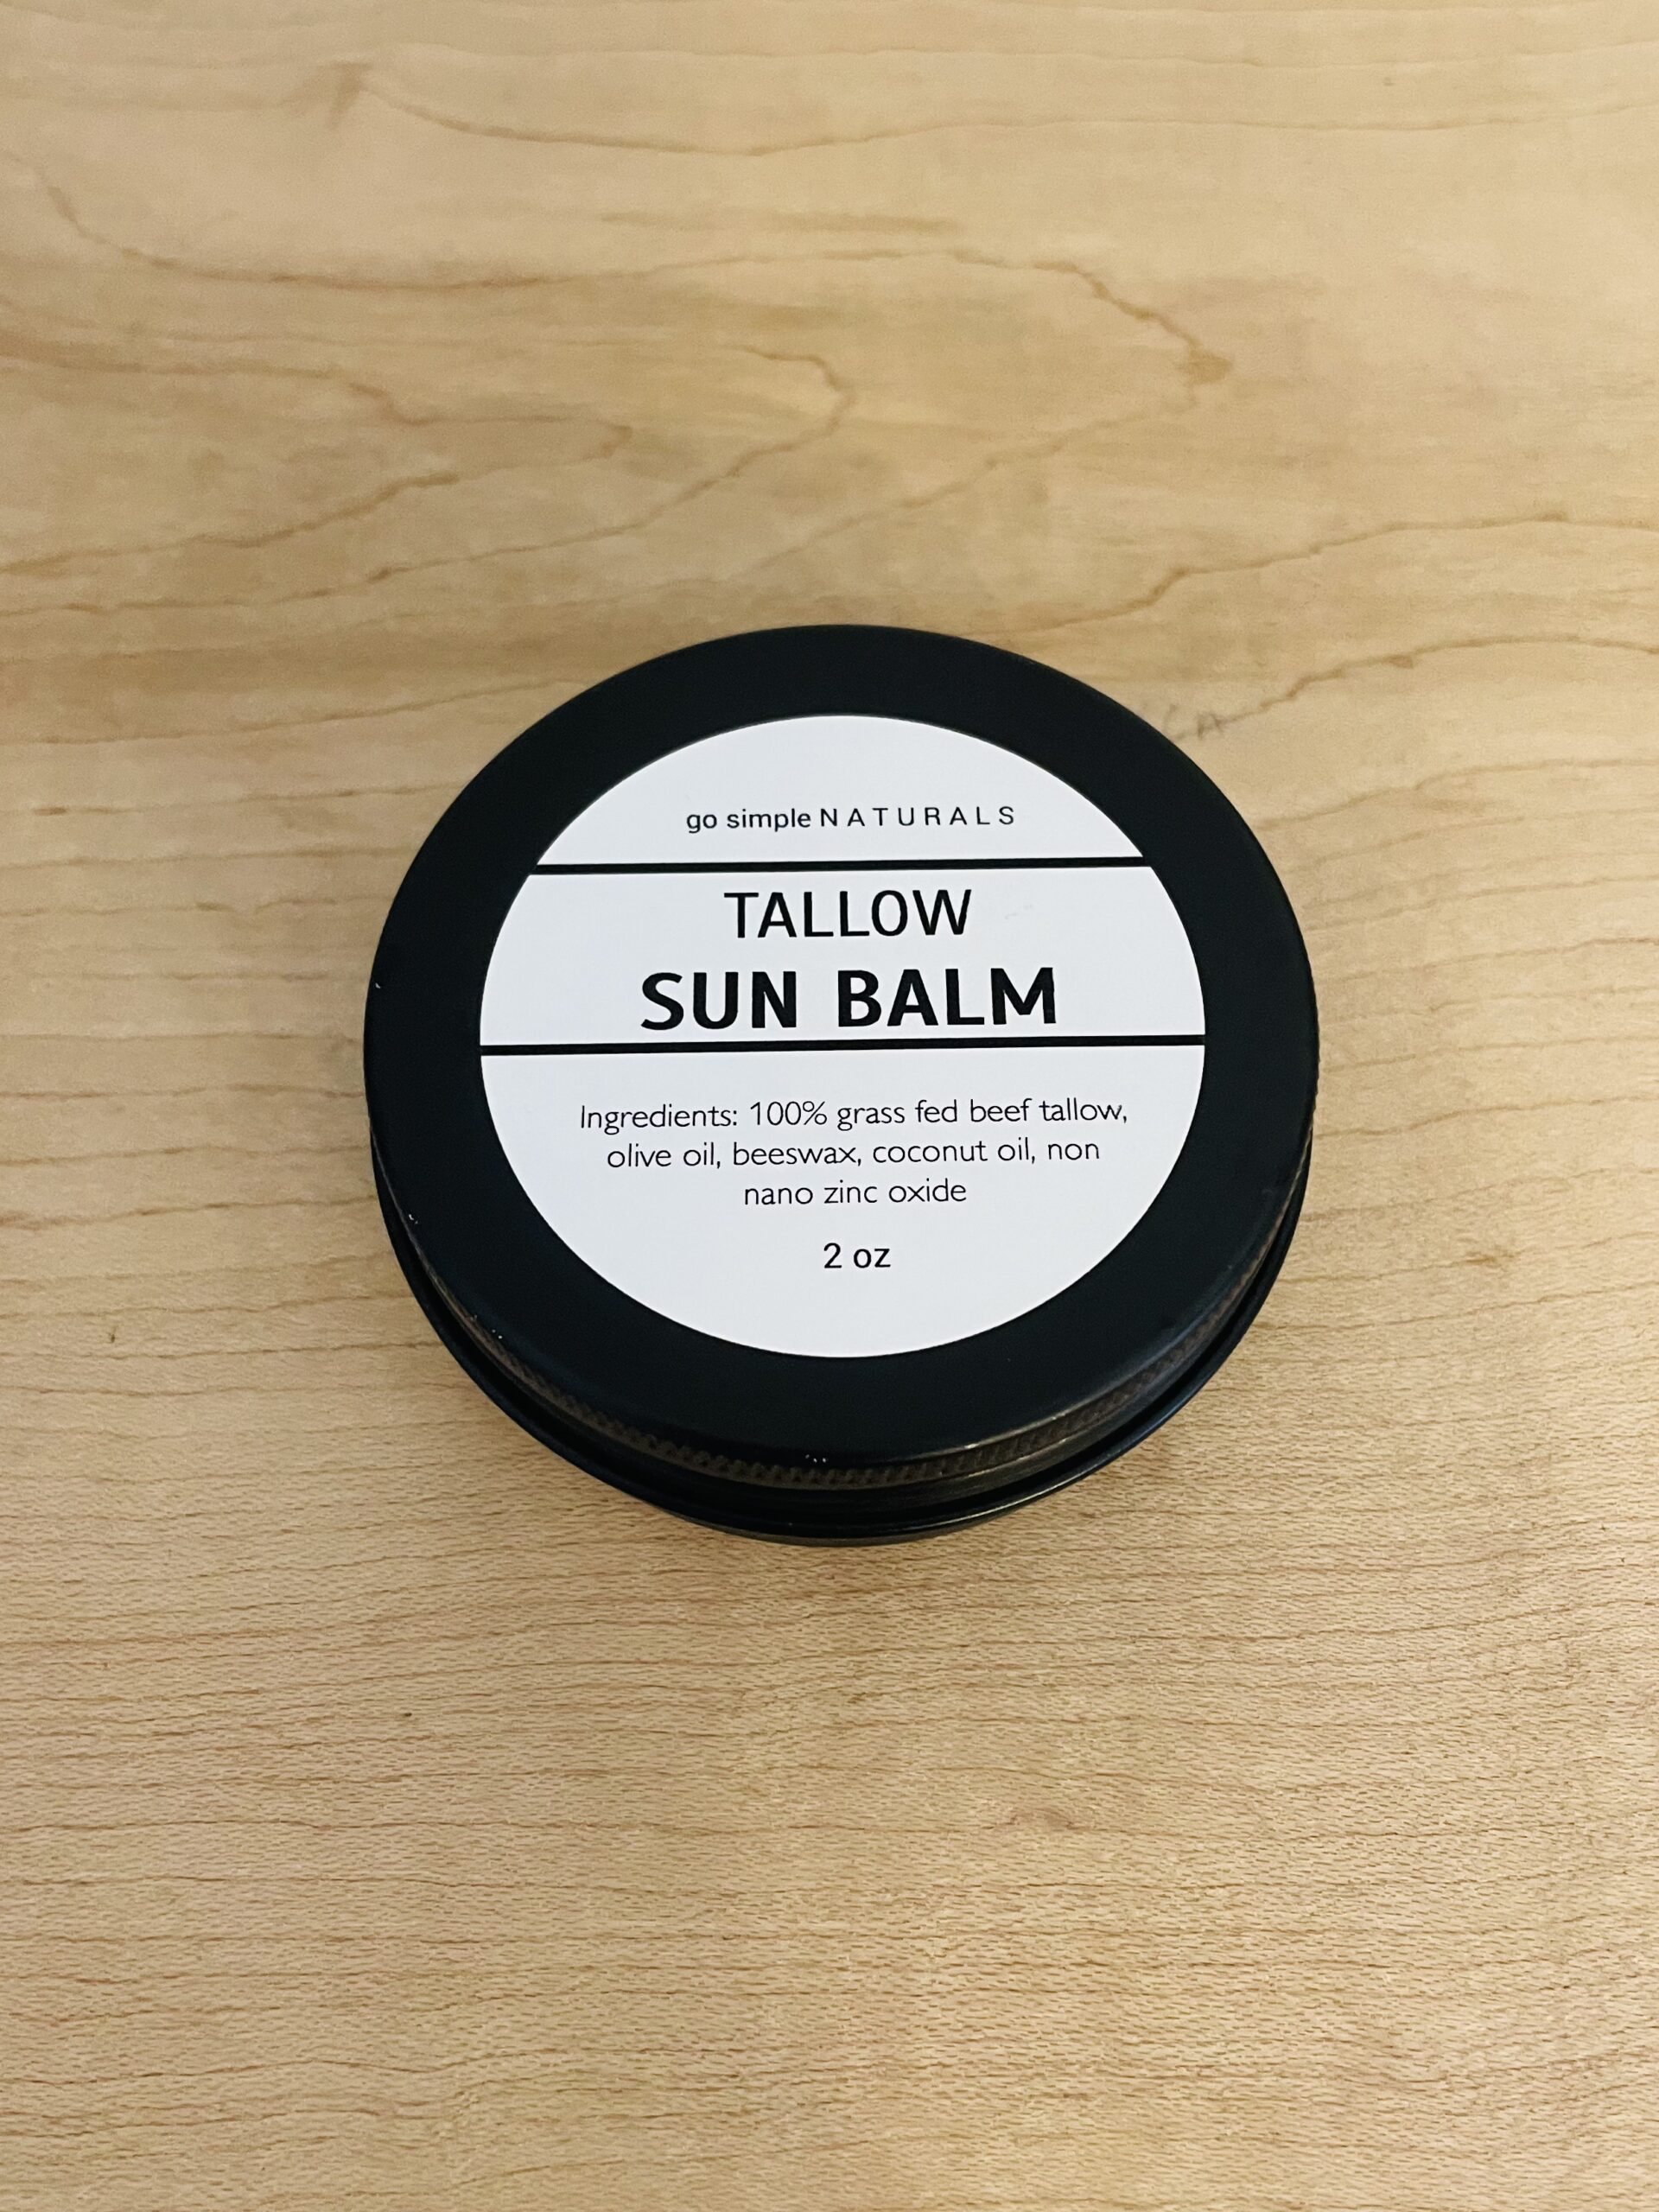 go simple NATURALS
TALLOW
SUN BALM
Ingredients: 100% grass fed beef tallow,
olive oil, beeswax, coconut oil, non
nano zinc oxide
2 oz